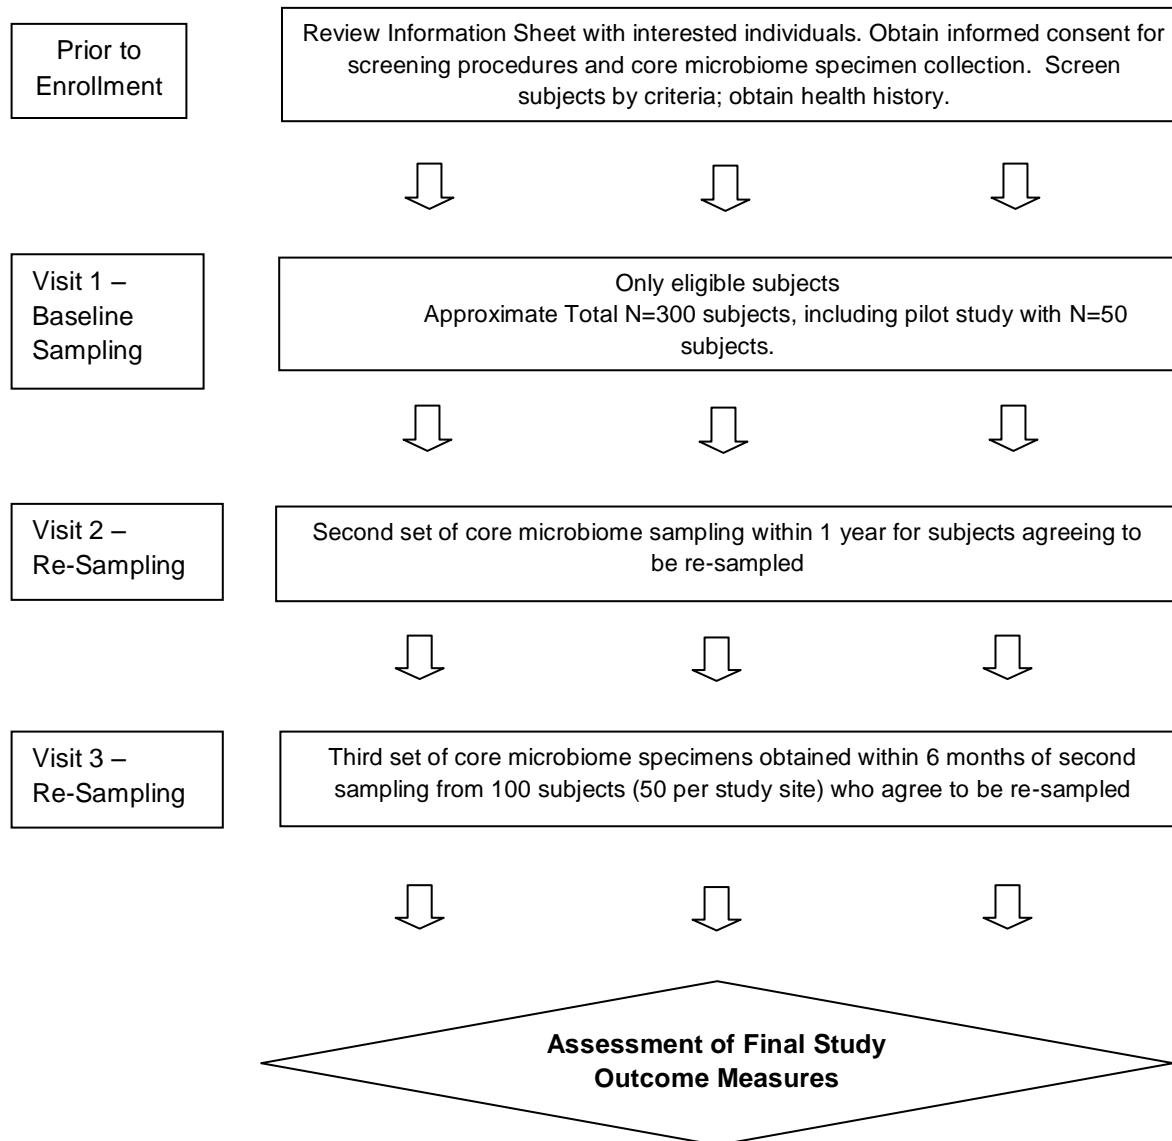 Prior to
Enrollment
Review Information Sheet with interested individuals. Obtain informed consent for
screening procedures and core microbiome specimen collection.  Screen
subjects by criteria; obtain health history.
Visit 1 –
Baseline
Sampling
Only eligible subjects
Approximate Total N=300 subjects, including pilot study with N=50
subjects.
Visit 2 –
Re-Sampling
Second set of core microbiome sampling within 1 year for subjects agreeing to
be re-sampled
Visit 3 –
Re-Sampling
Third set of core microbiome specimens obtained within 6 months of second
sampling from 100 subjects (50 per study site) who agree to be re-sampled
Assessment of Final Study
Outcome Measures